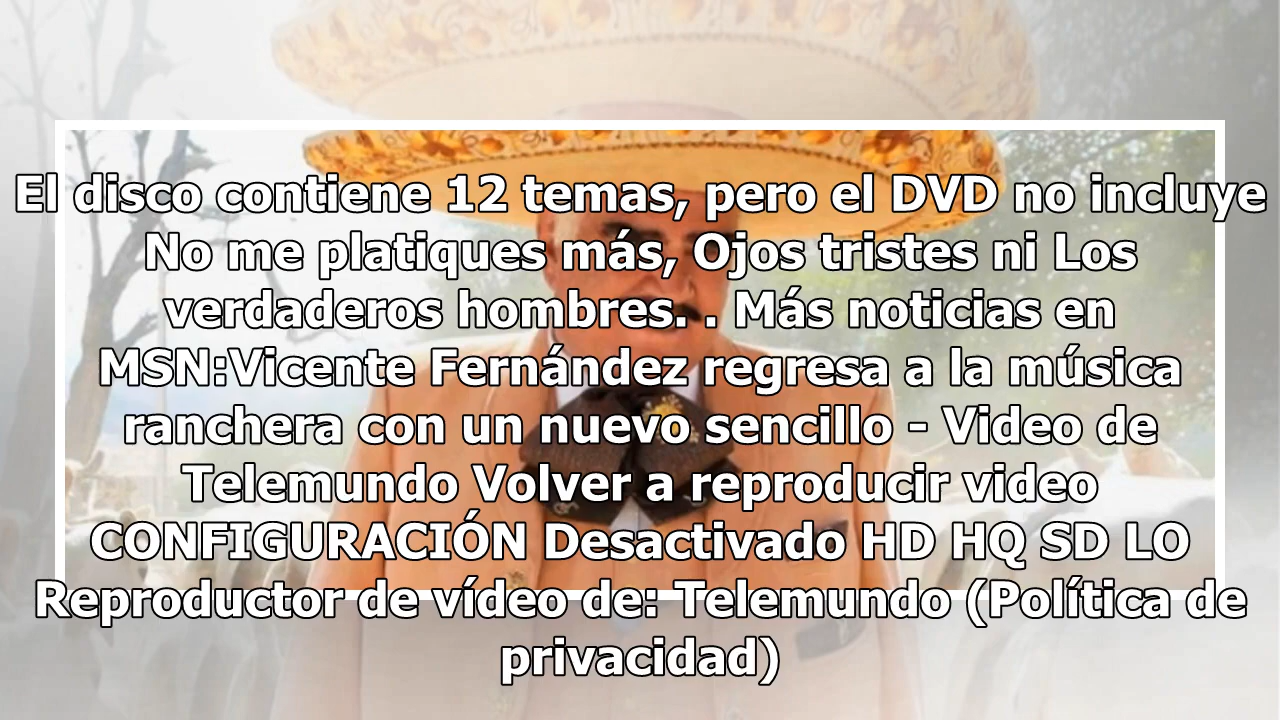 El disco contiene 12 temas, pero el DVD no incluye
No me platiques más, Ojos tristes ni Los
verdaderos hombres. . Más noticias en
MSN:Vicente Fernández regresa a la música
ranchera con un nuevo sencillo - Video de
Telemundo Volver a reproducir video
CONFIGURACIÓN Desactivado HD HQ SD LO
Reproductor de vídeo de: Telemundo (Política de
privacidad)